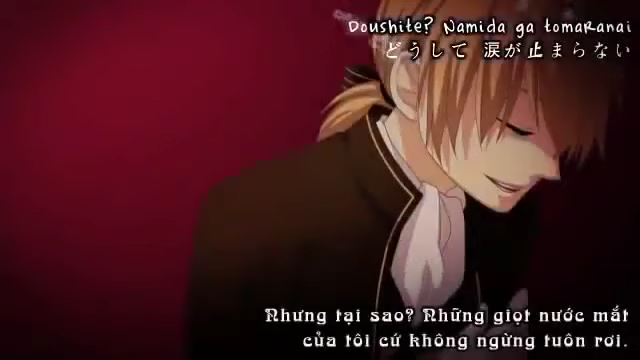 Doushite? Namida ga tomaRanai
どうして 涙が止まらない
Nhưng tại sao? Những giọt nước mắt
của tôi cứ không ngừng tuôn rơi.